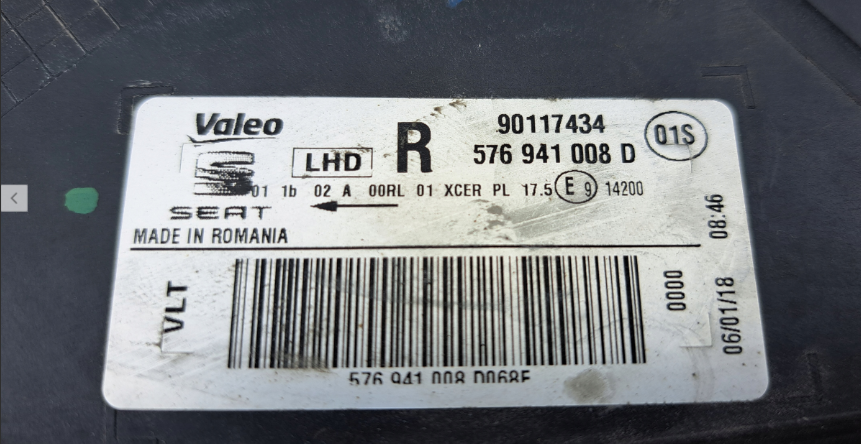 Valeo
LHD R 90117434 01S
576 941 008 D
01 1b 02 A 00RL 01 XCER PL 17.5 E 9 14200
SEAT
MADE IN ROMANIA
08:46
VLT
0000
06/01/18
576 941 008 D068E